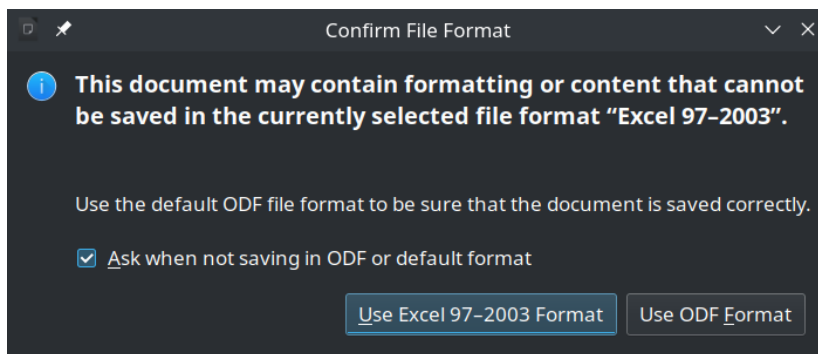 Confirm File Format
This document may contain formatting or content that cannot
be saved in the currently selected file format “Excel 97–2003”.
Use the default ODF file format to be sure that the document is saved correctly.
Ask when not saving in ODF or default format
Use Excel 97–2003 Format Use ODF Format